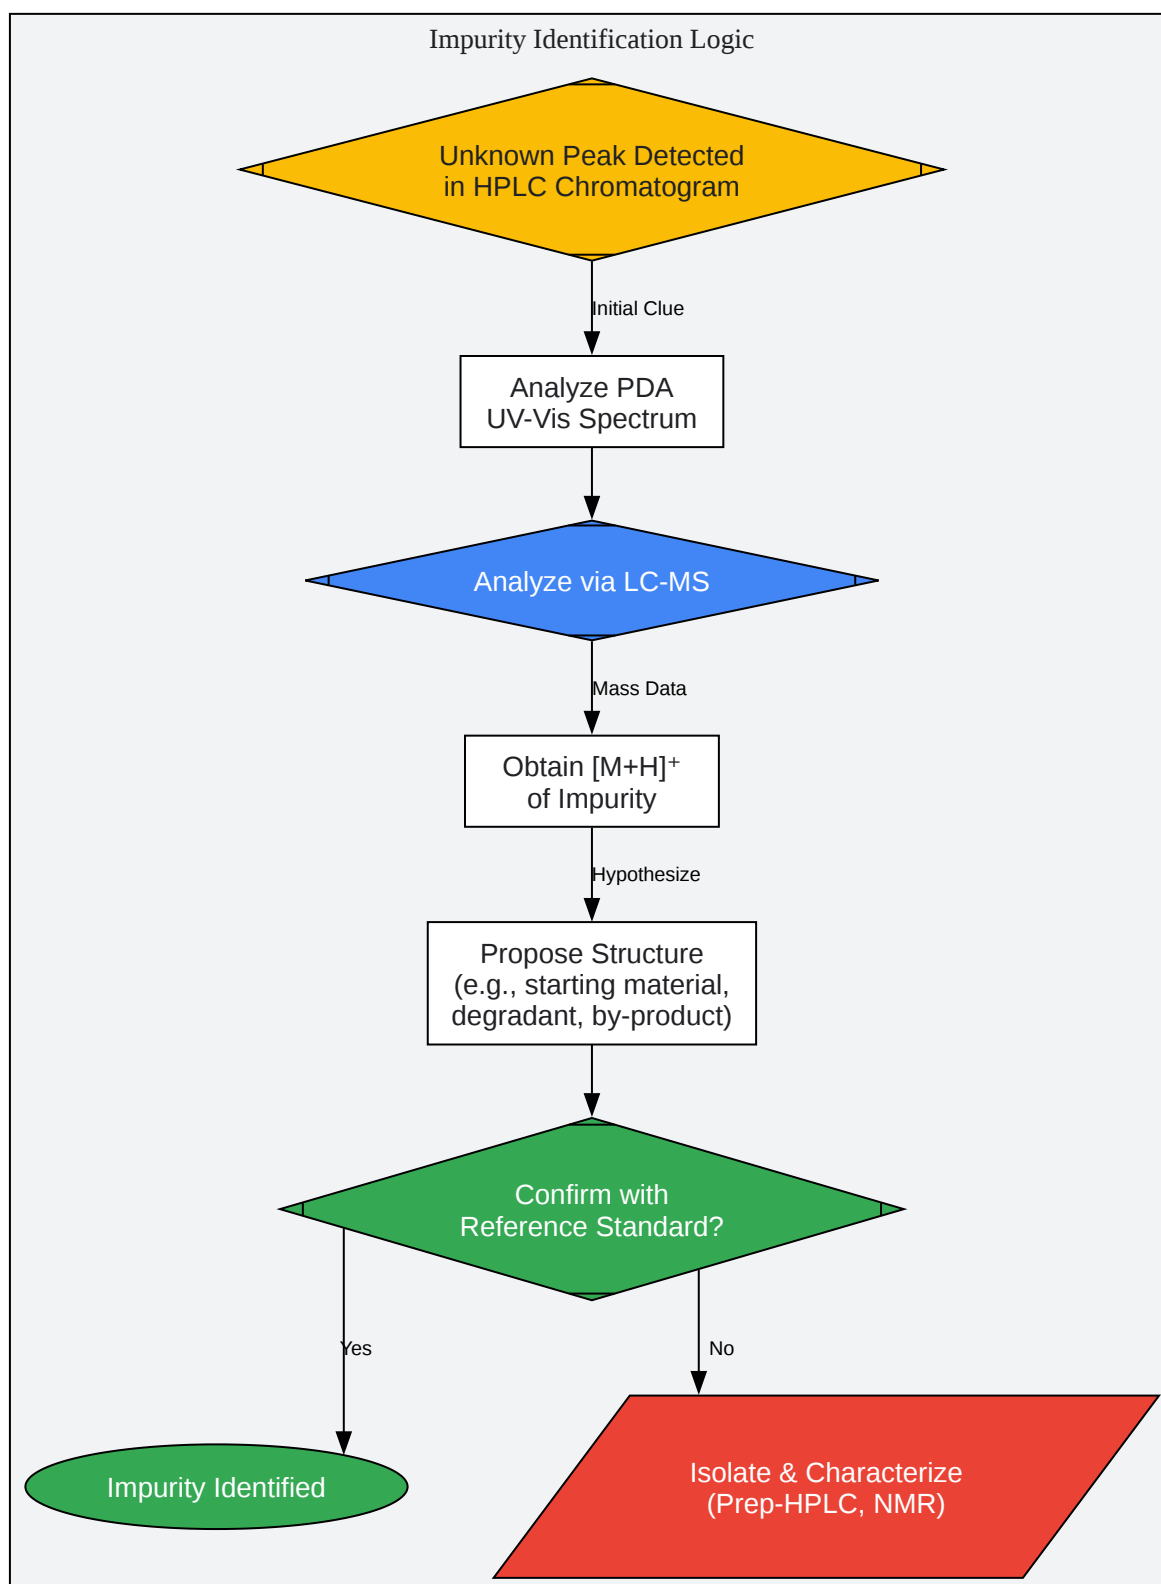 Impurity Identification Logic
Unknown Peak Detected
in HPLC Chromatogram
Initial Clue
Analyze PDA
UV-Vis Spectrum
Analyze via LC-MS
Mass Data
Obtain [M+H]⁺
of Impurity
Hypothesize
Propose Structure
(e.g., starting material,
degradant, by-product)
Confirm with
Reference Standard?
Yes
No
Impurity Identified
Isolate & Characterize
(Prep-HPLC, NMR)